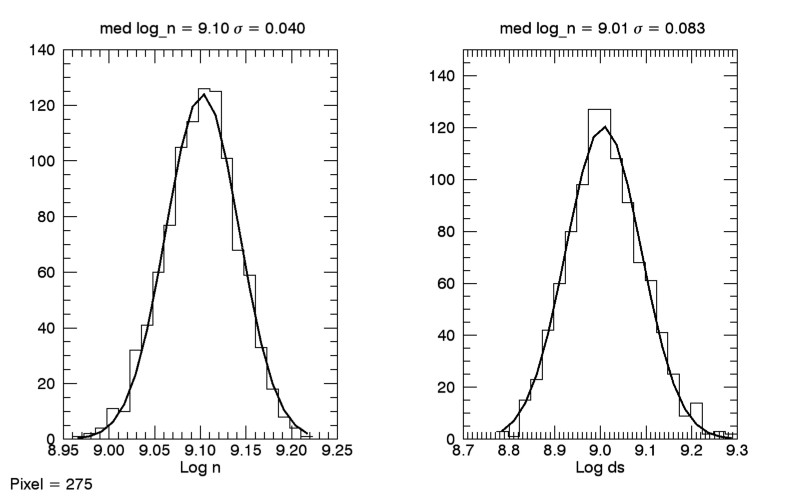 med log_n = 9.10 σ = 0.040
140
120
100
80
60
40
20
0
8.95 9.00 9.05 9.10 9.15 9.20 9.25
Log n
med log_n = 9.01 σ = 0.083
140
120
100
80
60
40
20
0
8.7 8.8 8.9 9.0 9.1 9.2 9.3
Log ds
Pixel = 275